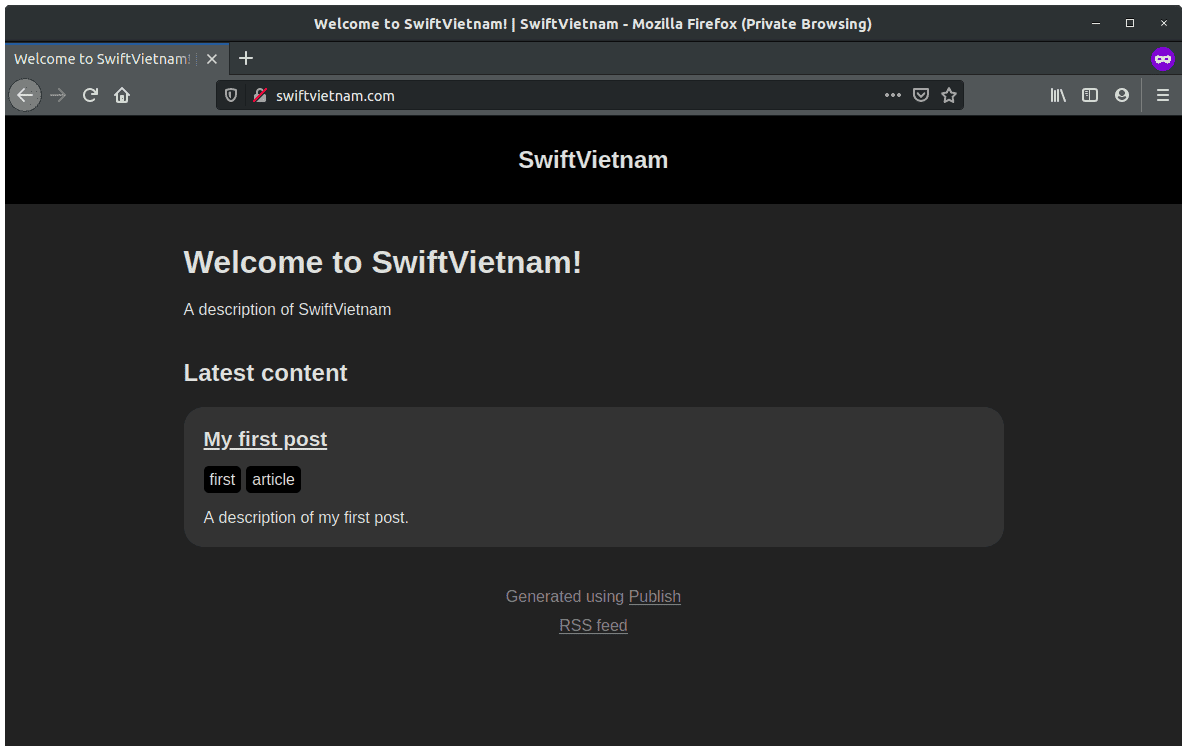 Welcome to SwiftVietnam! | SwiftVietnam - Mozilla Firefox (Private Browsing)
Welcome to SwiftVietnam! |
swiftvietnam.com
SwiftVietnam
Welcome to SwiftVietnam!
A description of SwiftVietnam
Latest content
My first post
first article
A description of my first post.
Generated using Publish
RSS feed